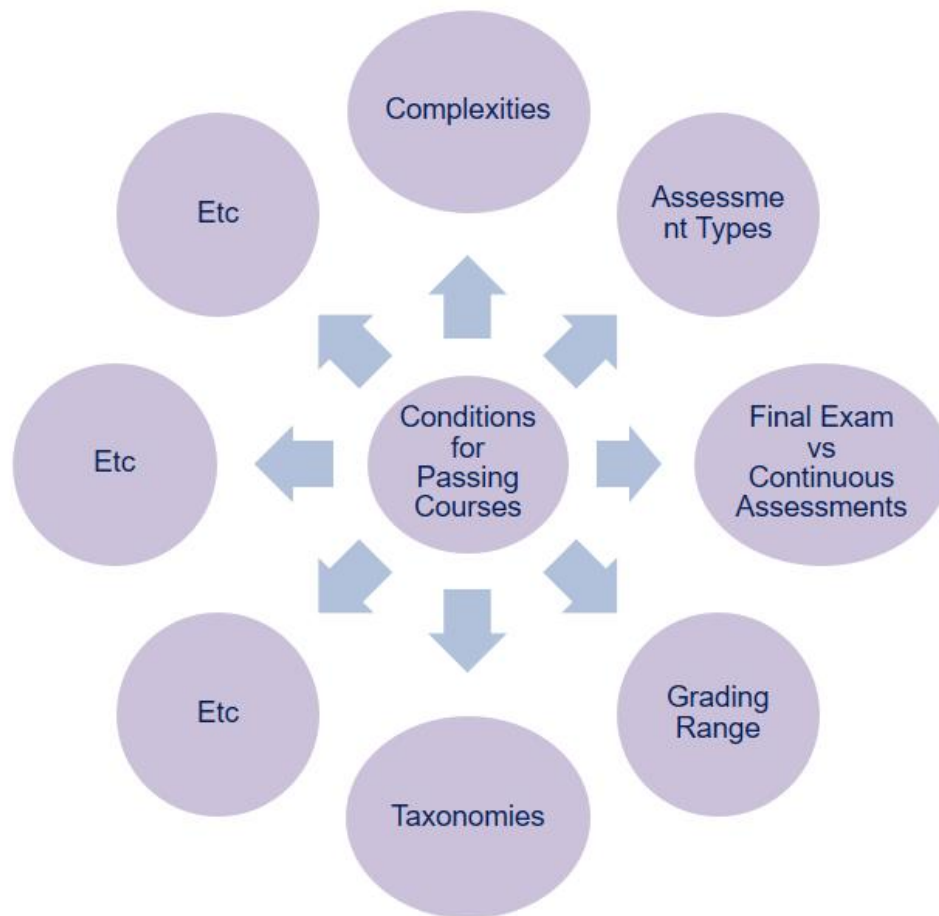 Complexities
Etc
Assessme
nt Types
Conditions
for
Passing
Courses
Final Exam
vs
Continuous
Assessments
Etc
Etc
Grading
Range
Taxonomies